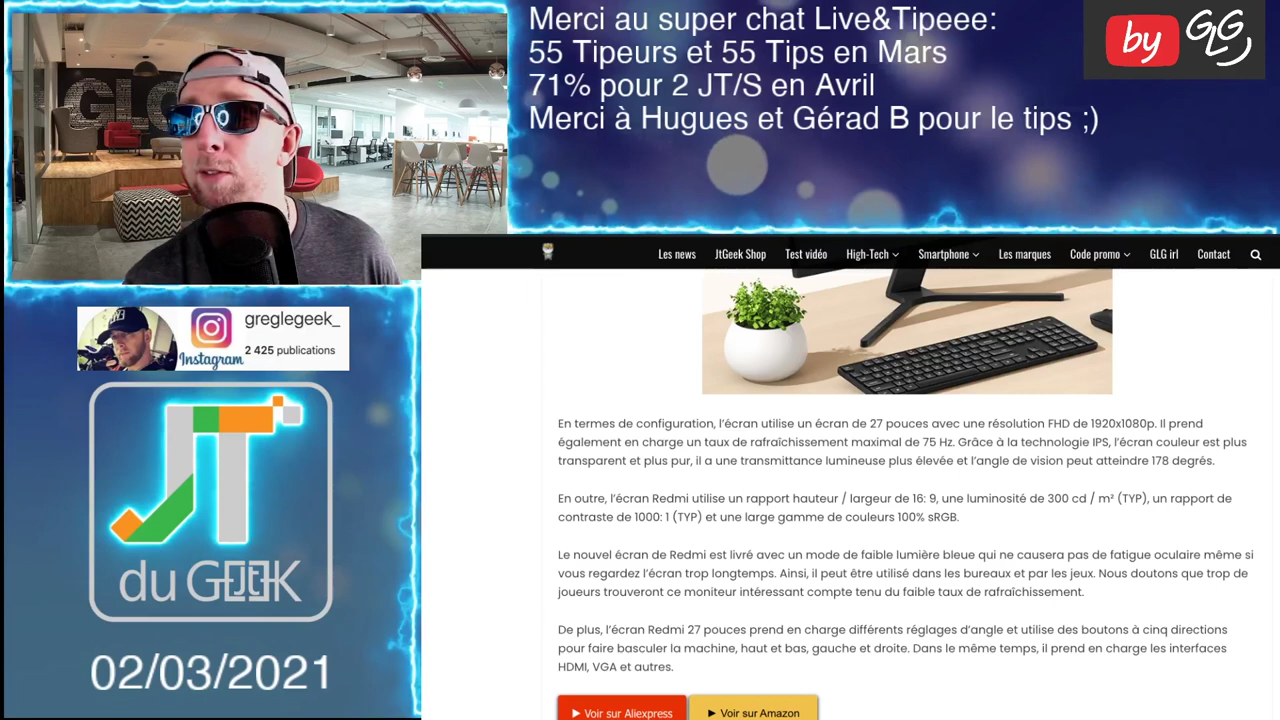 Merci au super chat Live&Tipeee:
55 Tipeurs et 55 Tips en Mars
71% pour 2 JT/S en Avril
Merci à Hugues et Gérad B pour le tips ;)
by GLG
GLG
greglegeek_
Instagram
2 425 publications
JT
du GEEK
02/03/2021
Les news JtGeek Shop Test vidéo High-Tech Smartphone Les marques Code promo GLG irl Contact
En termes de configuration, l'écran utilise un écran de 27 pouces avec une résolution FHD de 1920x1080p. Il prend
également en charge un taux de rafraîchissement maximal de 75 Hz. Grâce à la technologie IPS, l'écran couleur est plus
transparent et plus pur, il a une transmittance lumineuse plus élevée et l'angle de vision peut atteindre 178 degrés.
En outre, l'écran Redmi utilise un rapport hauteur / largeur de 16: 9, une luminosité de 300 cd / m² (TYP), un rapport de
contraste de 1000: 1 (TYP) et une large gamme de couleurs 100% sRGB.
Le nouvel écran de Redmi est livré avec un mode de faible lumière bleue qui ne causera pas de fatigue oculaire même si
vous regardez l'écran trop longtemps. Ainsi, il peut être utilisé dans les bureaux et par les jeux. Nous doutons que trop de
joueurs trouveront ce moniteur intéressant compte tenu du faible taux de rafraîchissement.
De plus, l'écran Redmi 27 pouces prend en charge différents réglages d'angle et utilise des boutons à cinq directions
pour faire basculer la machine, haut et bas, gauche et droite. Dans le même temps, il prend en charge les interfaces
HDMI, VGA et autres.
► Voir sur Aliexpress ► Voir sur Amazon